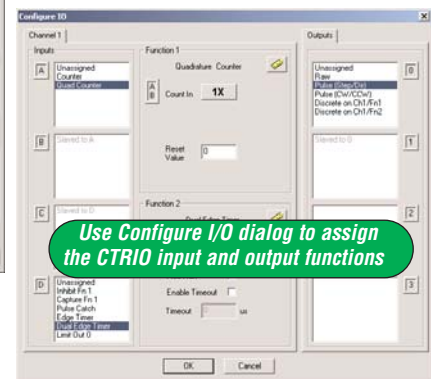 Configure IO
Channel 1
Inputs
A
Unassigned
Counter
Quad Counter
B
Slaved to A
C
Slaved to D
D
Unassigned
Inhibit Fn 1
Capture Fn 1
Pulse Catch
Edge Timer
Dual Edge Timer
Limit Out 0
Function 1
Quadrature Counter
A
B
Count In
1X
Reset
Value
0
Function 2
Dual Edge Timer
Enable Timeout
Timeout
0
us
Outputs
Unassigned
Raw
Pulse (Step/Dir)
Pulse (CW/CCW)
Discrete on Ch1/Fn1
Discrete on Ch1/Fn2
0
Slaved to 0
1
2
3
Use Configure I/O dialog to assign
the CTRIO input and output functions
OK
Cancel